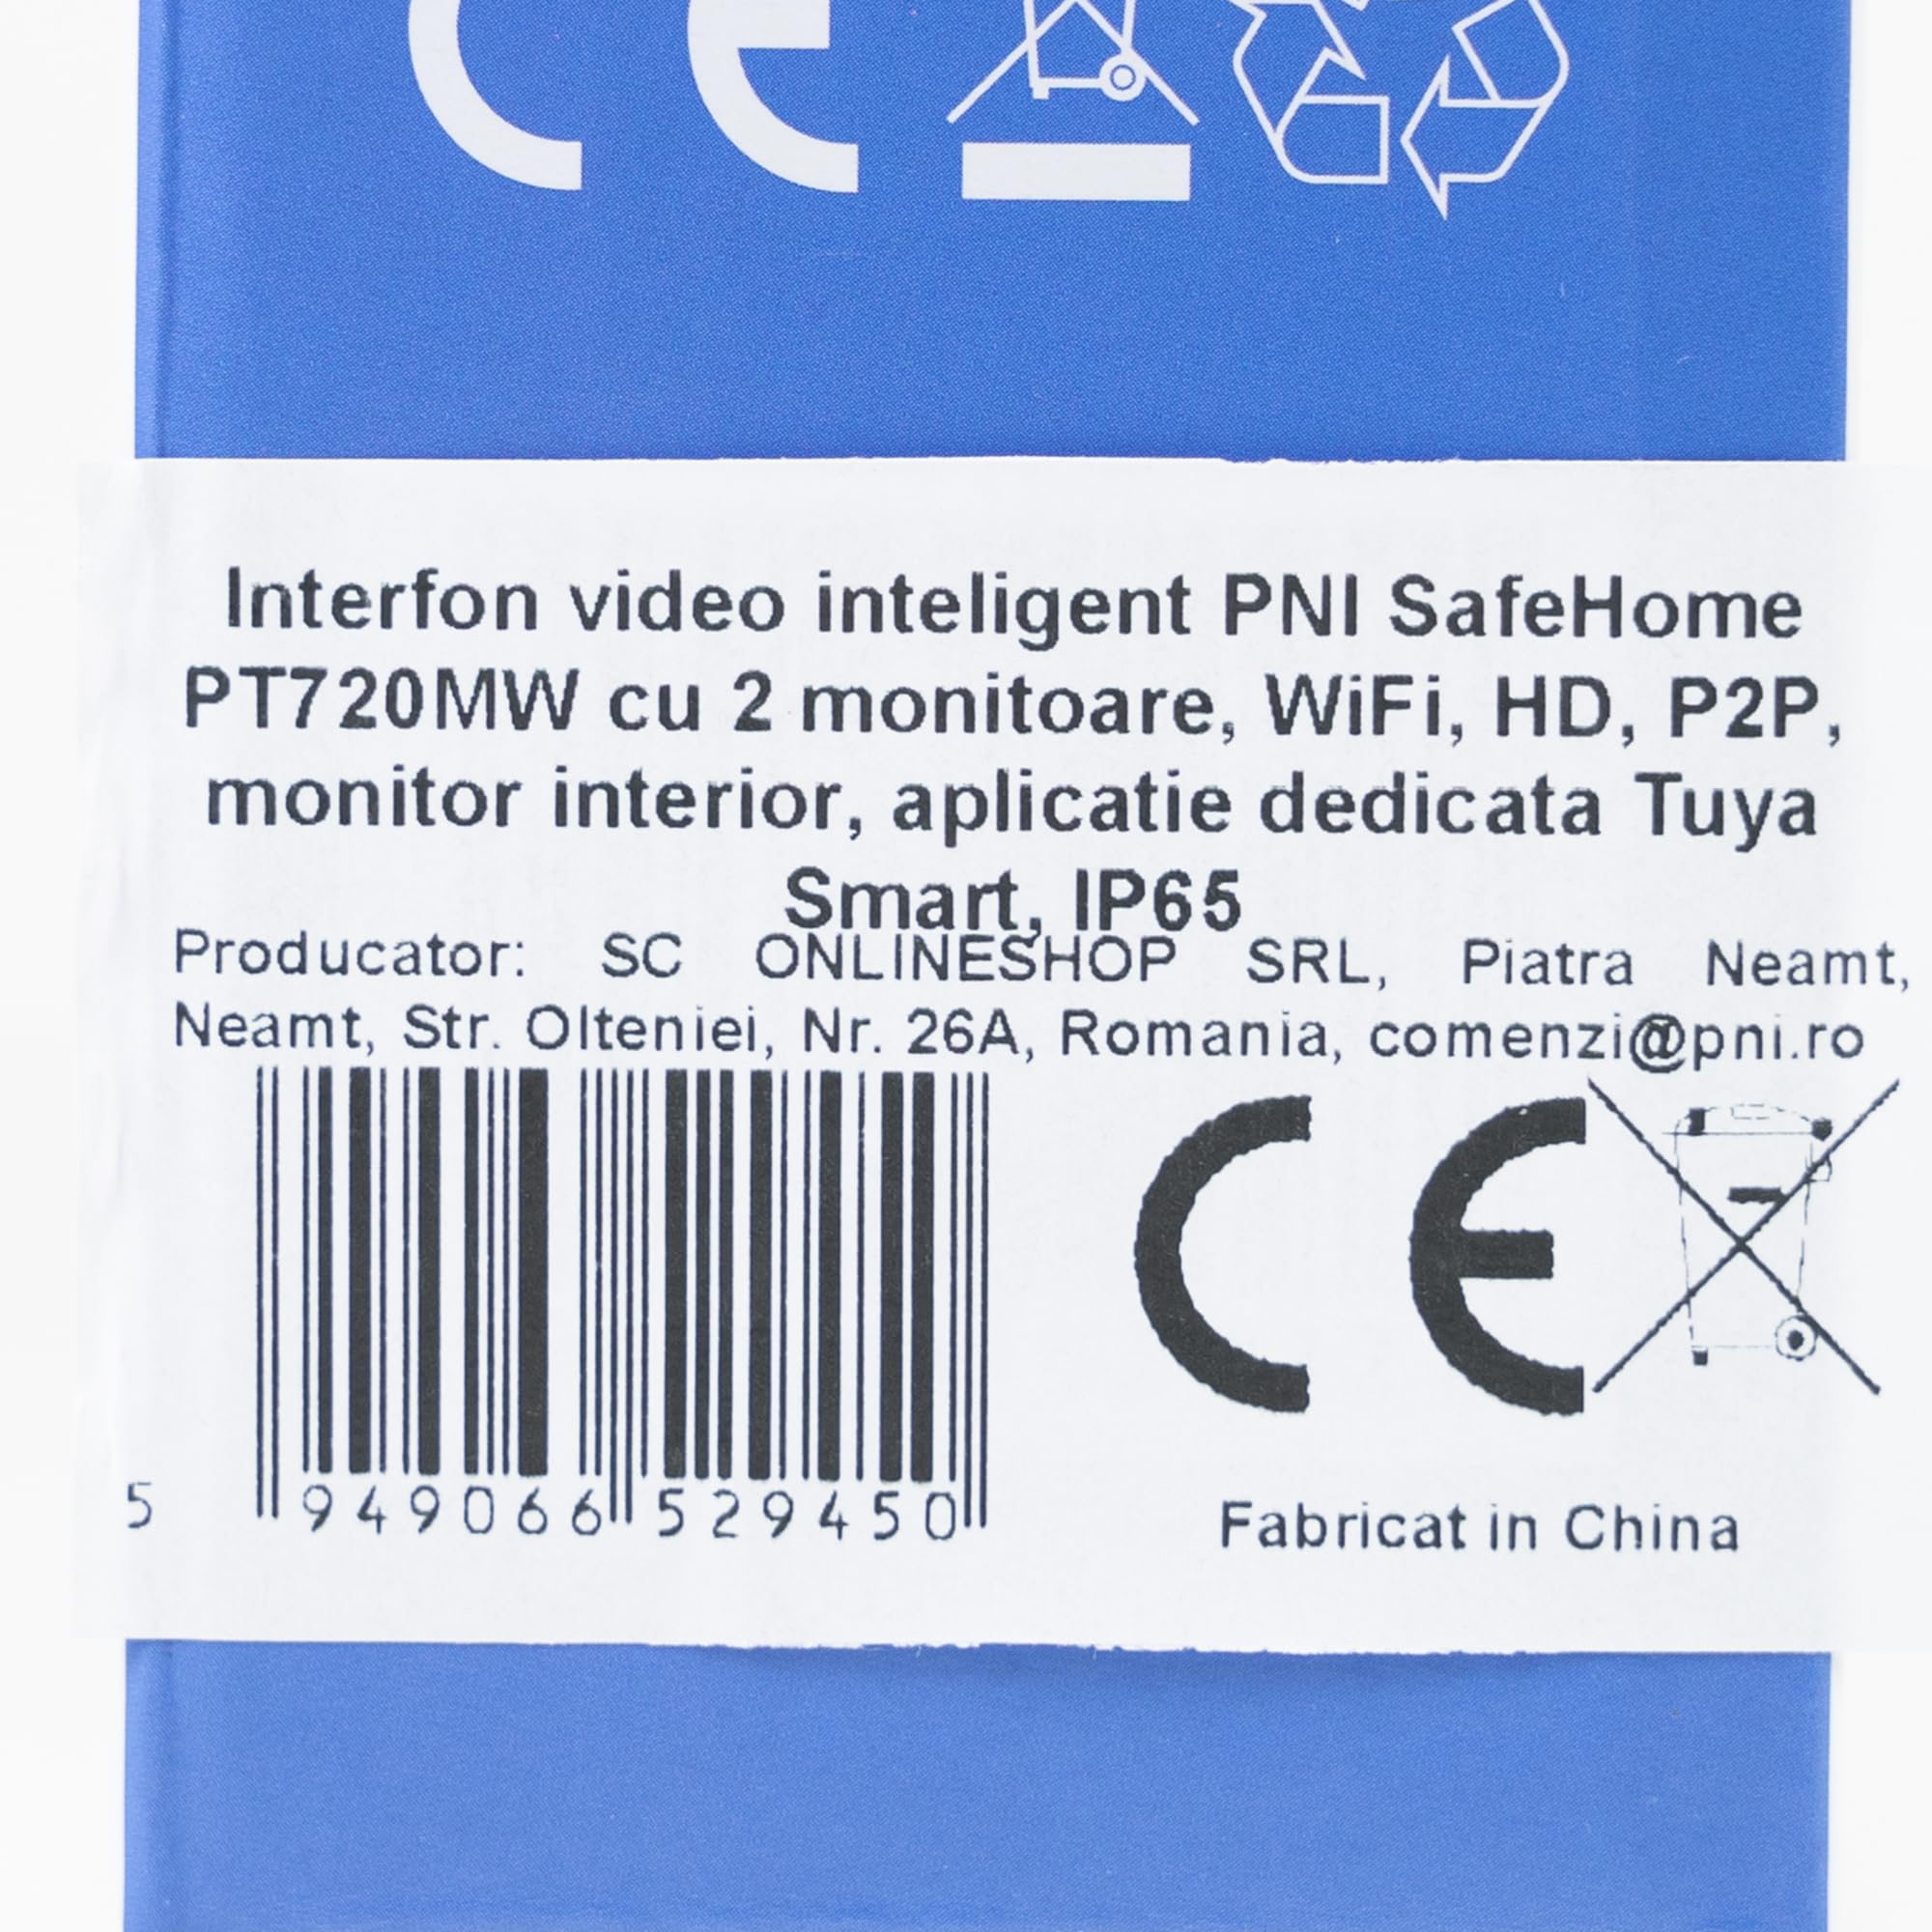 CE
Interfon video inteligent PNI SafeHome
PT720MW cu 2 monitoare, WiFi, HD, P2P,
monitor interior, aplicatie dedicata Tuya
Smart, IP65
Producator: SC ONLINESHOP SRL, Piatra Neamt,
Neamt, Str. Olteniei, Nr. 26A, Romania, comenzi@pni.ro
CE
5 949066 529450
Fabricat in China